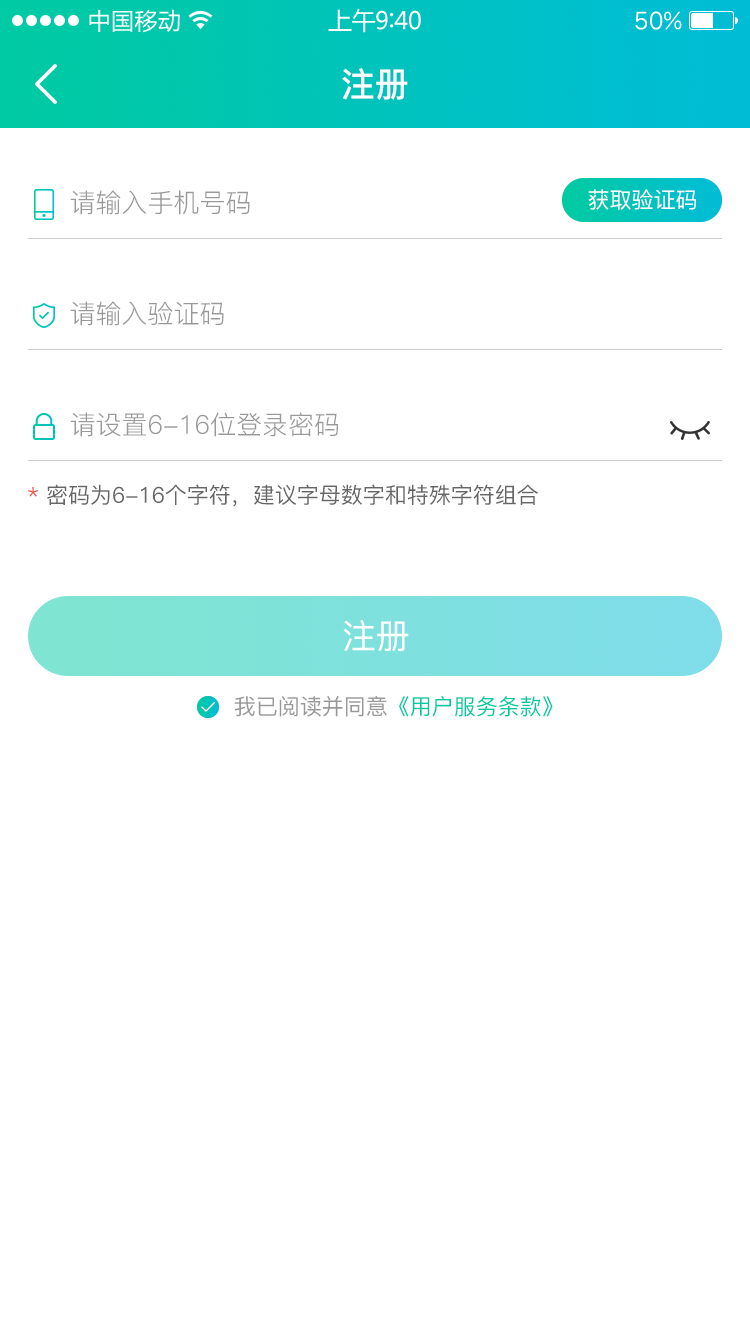 中国移动 上午9:40 50%
注册
请输入手机号码 获取验证码
请输入验证码
请设置6-16位登录密码
* 密码为6-16个字符，建议字母数字和特殊字符组合
注册
我已阅读并同意《用户服务条款》